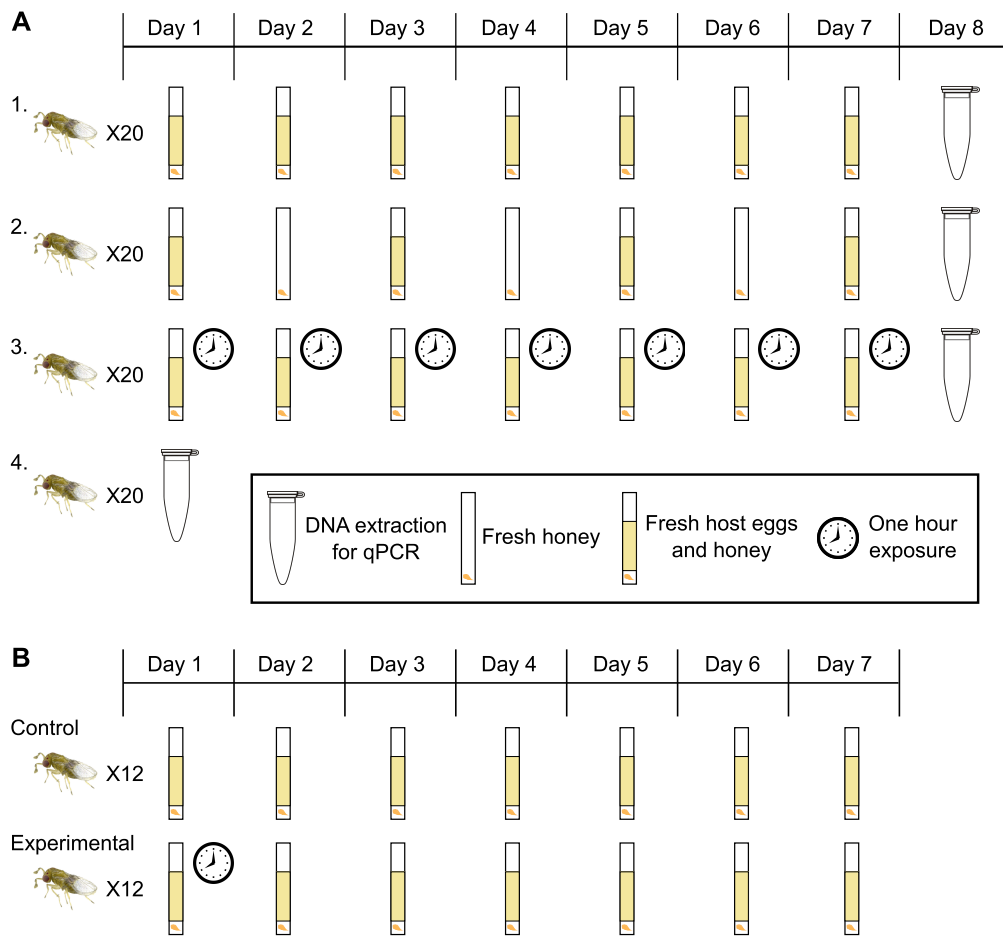 A
Day 1 Day 2 Day 3 Day 4 Day 5 Day 6 Day 7 Day 8
1.
X20
2.
X20
3.
X20
4.
X20
DNA extraction
for qPCR
Fresh honey
Fresh host eggs
and honey
One hour
exposure
B
Day 1 Day 2 Day 3 Day 4 Day 5 Day 6 Day 7
Control
X12
Experimental
X12